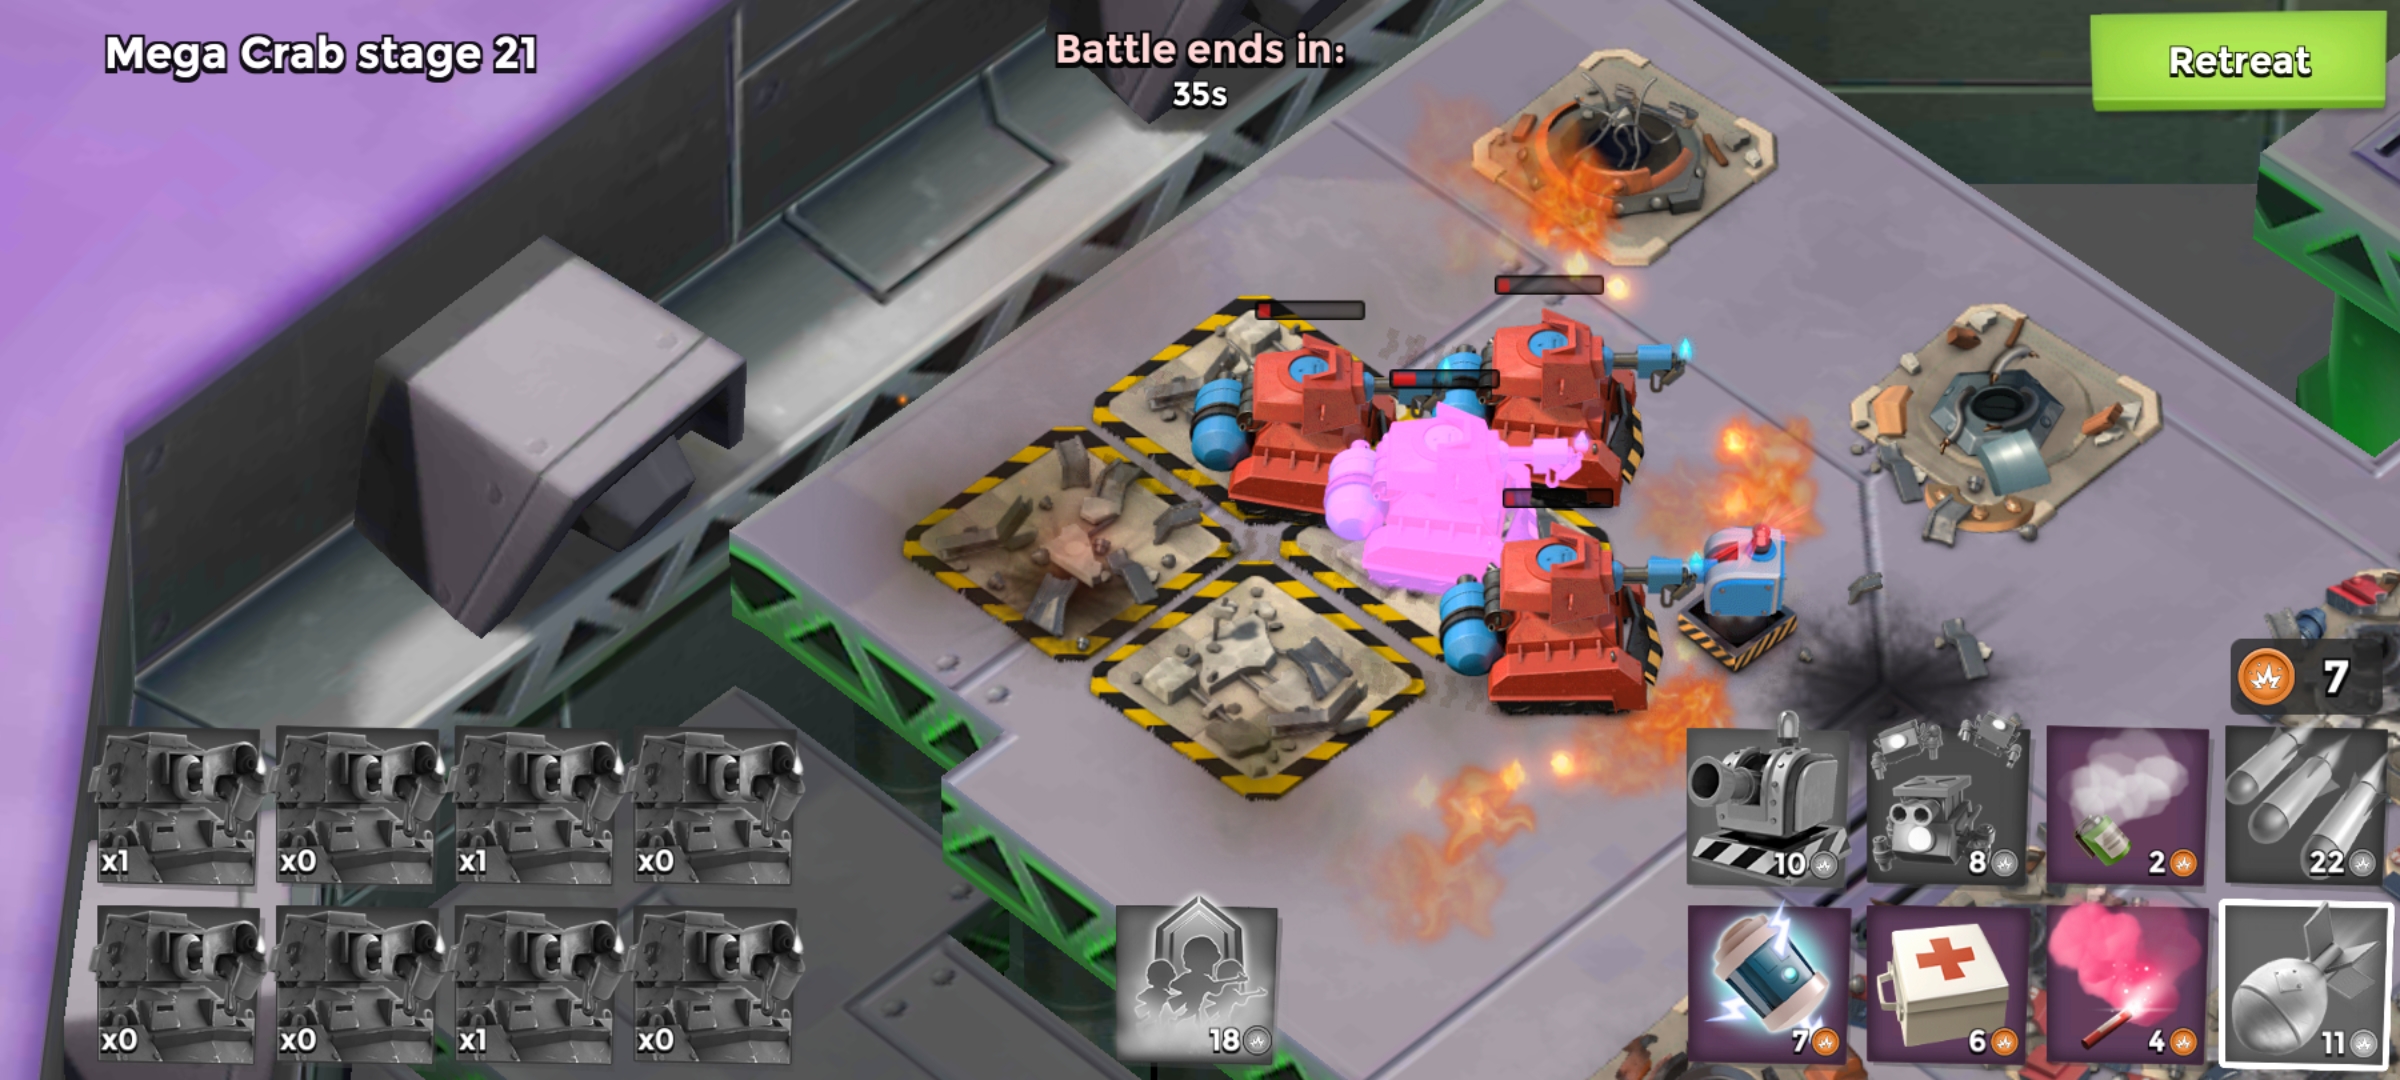 Mega Crab stage 21
Battle ends in:
35s
Retreat
7
x1
x0
x1
x0
10
8
2
22
x0
x0
x1
x0
18
7
6
4
11